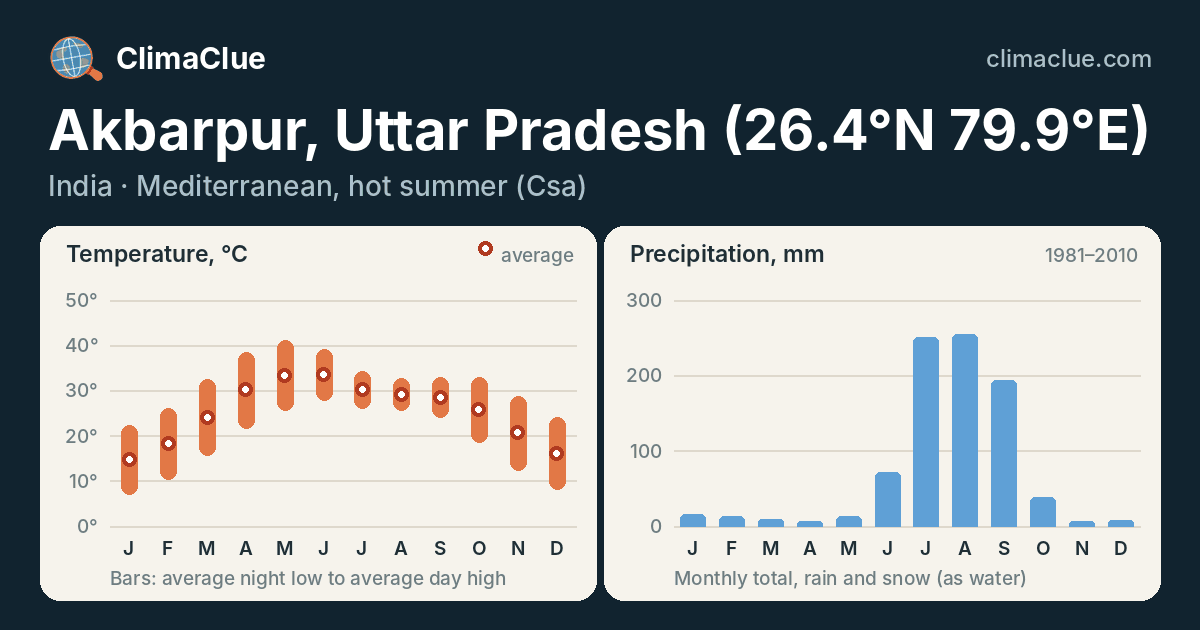 ClimaClue
climaclue.com
Akbarpur, Uttar Pradesh (26.4°N 79.9°E)
India · Mediterranean, hot summer (Csa)
Temperature, °C
average
50°
40°
30°
20°
10°
0°
J F M A M J J A S O N D
Bars: average night low to average day high
Precipitation, mm
1981–2010
300
200
100
0
J F M A M J J A S O N D
Monthly total, rain and snow (as water)